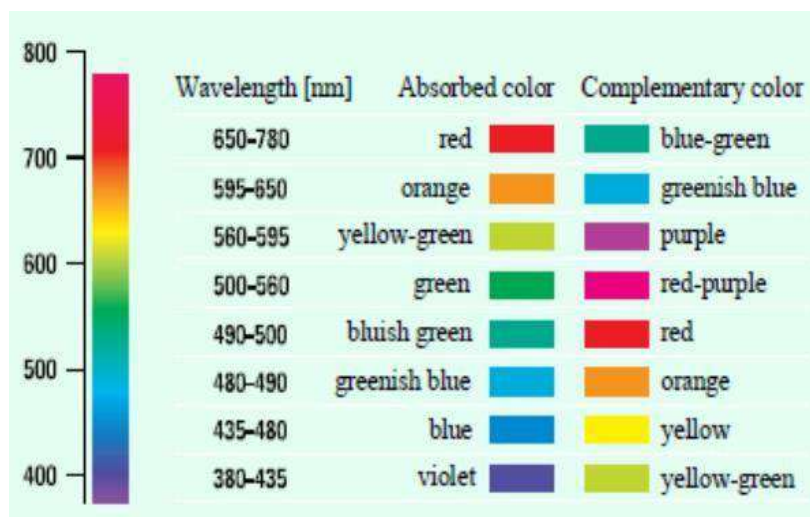 800
700
600
500
400
Wavelength [nm] Absorbed color Complementary color
650–780 red blue-green
595–650 orange greenish blue
560–595 yellow-green purple
500–560 green red-purple
490–500 bluish green red
480–490 greenish blue orange
435–480 blue yellow
380–435 violet yellow-green